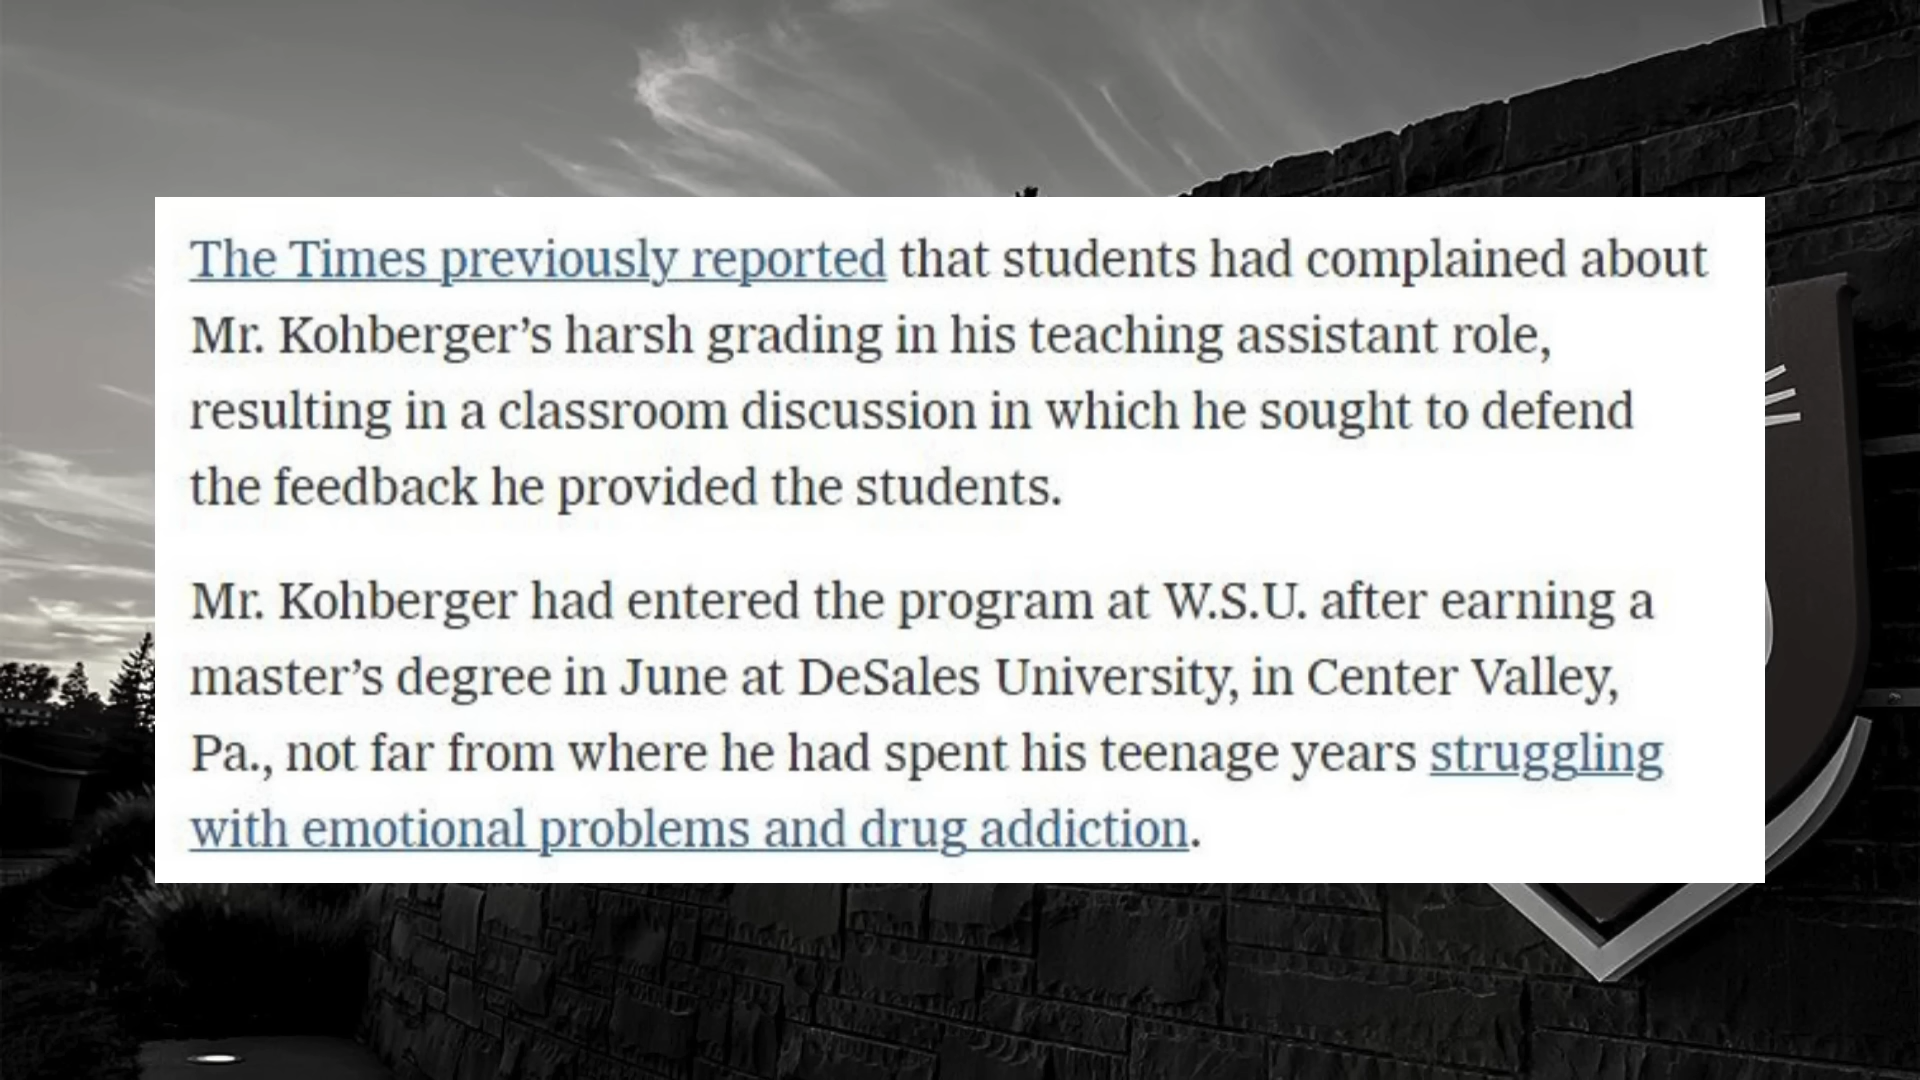 The Times previously reported that students had complained about
Mr. Kohberger’s harsh grading in his teaching assistant role,
resulting in a classroom discussion in which he sought to defend
the feedback he provided the students.
Mr. Kohberger had entered the program at W.S.U. after earning a
master’s degree in June at DeSales University, in Center Valley,
Pa., not far from where he had spent his teenage years struggling
with emotional problems and drug addiction.